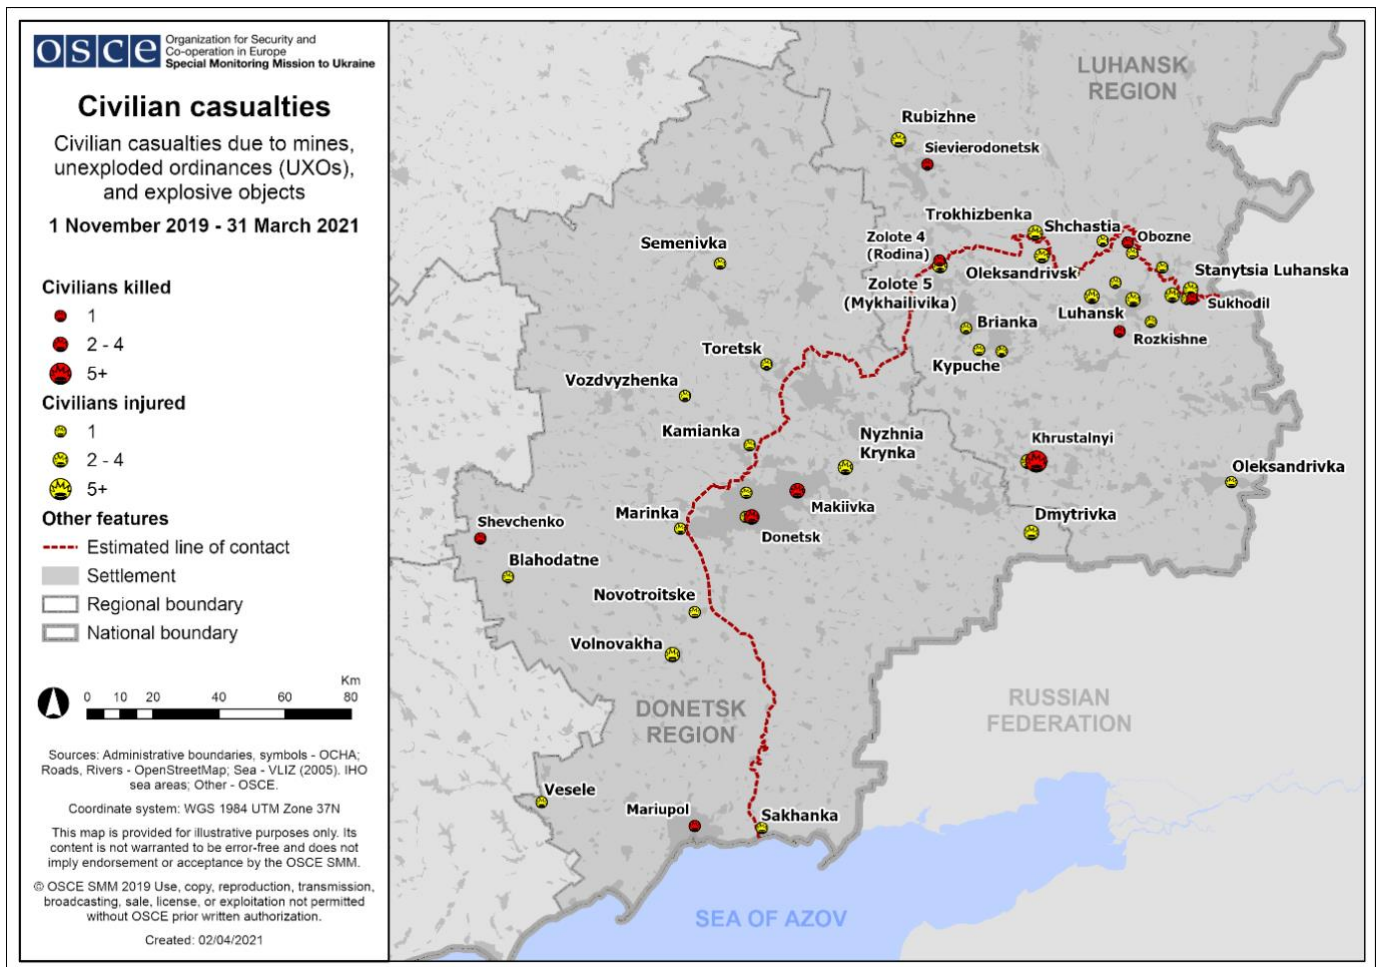 osce
Organization for Security and
Co-operation in Europe
Special Monitoring Mission to Ukraine
Civilian casualties
Civilian casualties due to mines,
unexploded ordinances (UXOs),
and explosive objects
1 November 2019 - 31 March 2021
Civilians killed
1
2 - 4
5+
Civilians injured
1
2 - 4
5+
Other features
Estimated line of contact
Settlement
Regional boundary
National boundary
Km
0 10 20 40 60 80
Sources: Administrative boundaries, symbols - OCHA;
Roads, Rivers - OpenStreetMap; Sea - VLIZ (2005). IHO
sea areas; Other - OSCE.
Coordinate system: WGS 1984 UTM Zone 37N
This map is provided for illustrative purposes only. Its
content is not warranted to be error-free and does not
imply endorsement or acceptance by the OSCE SMM.
© OSCE SMM 2019 Use, copy, reproduction, transmission,
broadcasting, sale, license, or exploitation not permitted
without OSCE prior written authorization.
Created: 02/04/2021
LUHANSK
REGION
Rubizhne
Sievierodonetsk
Trokhizbenka
Shchastia
Obozne
Zolote 4
(Rodina)
Semenivka
Oleksandrivsk
Stanytsia Luhanska
Zolote 5
(Mykhailivika)
Sukhodil
Luhansk
Brianka
Rozkishne
Toretsk
Kypuche
Vozdvyzhenka
Kamianka
Nyzhnia
Krynka
Khrustalnyi
Oleksandrivka
Makiivka
Marinka
Dmytrivka
Shevchenko
Donetsk
Blahodatne
Novotroitske
Volnovakha
DONETSK
REGION
RUSSIAN
FEDERATION
Vesele
Mariupol
Sakhanka
SEA OF AZOV